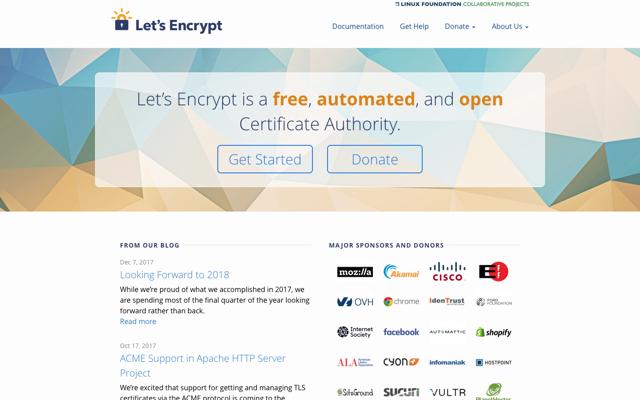 LINUX FOUNDATION COLLABORATIVE PROJECTS
Let's Encrypt
Documentation Get Help Donate About Us
Let's Encrypt is a free, automated, and open
Certificate Authority.
Get Started Donate
FROM OUR BLOG
Dec 7, 2017
Looking Forward to 2018
While we're proud of what we accomplished in 2017, we
are spending most of the final quarter of the year looking
forward rather than back.
Read more
Oct 17, 2017
ACME Support in Apache HTTP Server
Project
We're excited that support for getting and managing TLS
certificates via the ACME protocol is coming to the
MAJOR SPONSORS AND DONORS
moz://a Akamai CISCO EFF
OVH chrome IdenTrust FORD FOUNDATION
Internet Society facebook AUTOMATTIC shopify
ALA CYON infomaniak HOSTPOINT
SiteGround SUCURI VULTR PlanetHoster